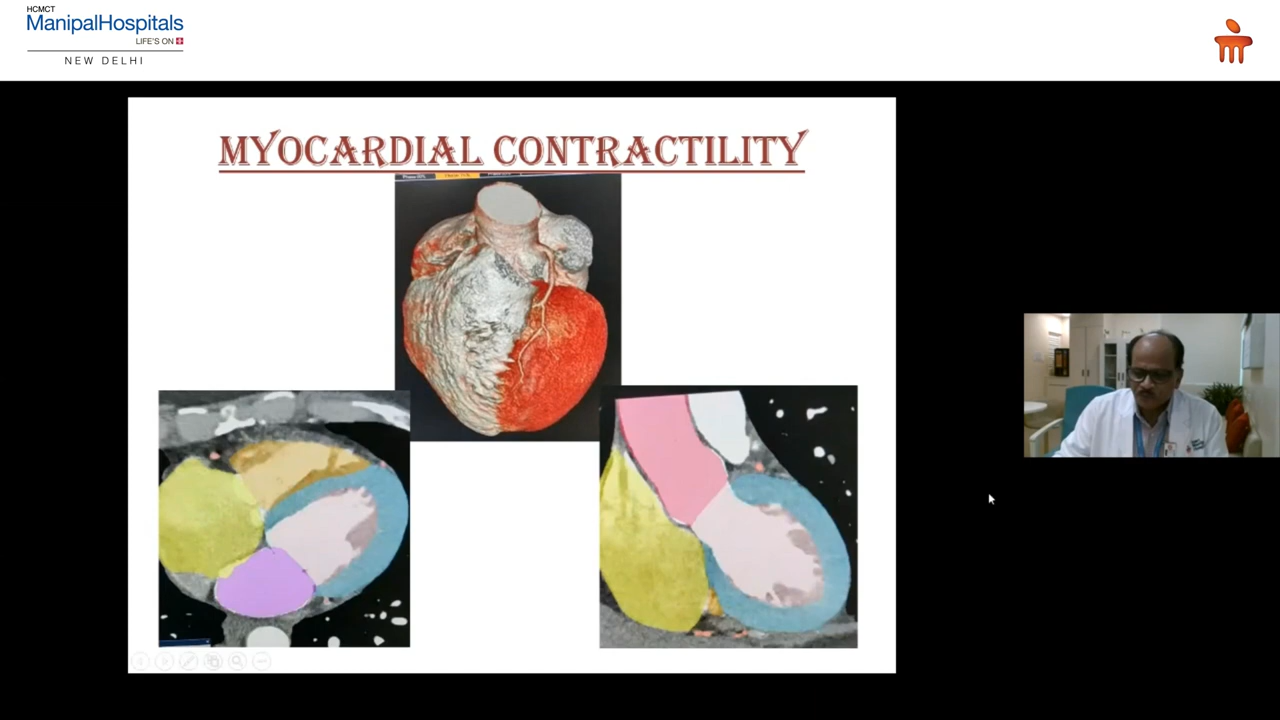 HCMCT
ManipalHospitals
LIFE'S ON
NEW DELHI
MYOCARDIAL CONTRACTILITY